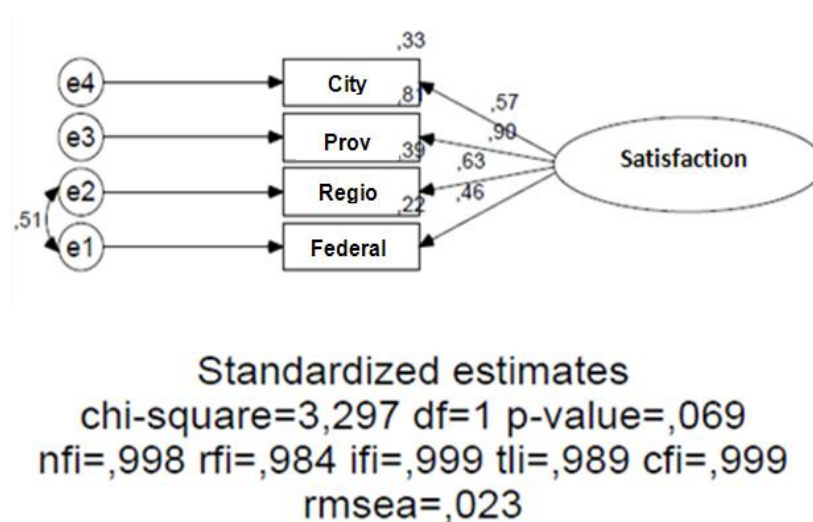 ,33
e4
City
,81
,57
e3
Prov
,90
,39
Satisfaction
e2
Regio
,63
,22
,46
,51
e1
Federal
Standardized estimates
chi-square=3,297 df=1 p-value=,069
nfi=,998 rfi=,984 ifi=,999 tli=,989 cfi=,999
rmsea=,023